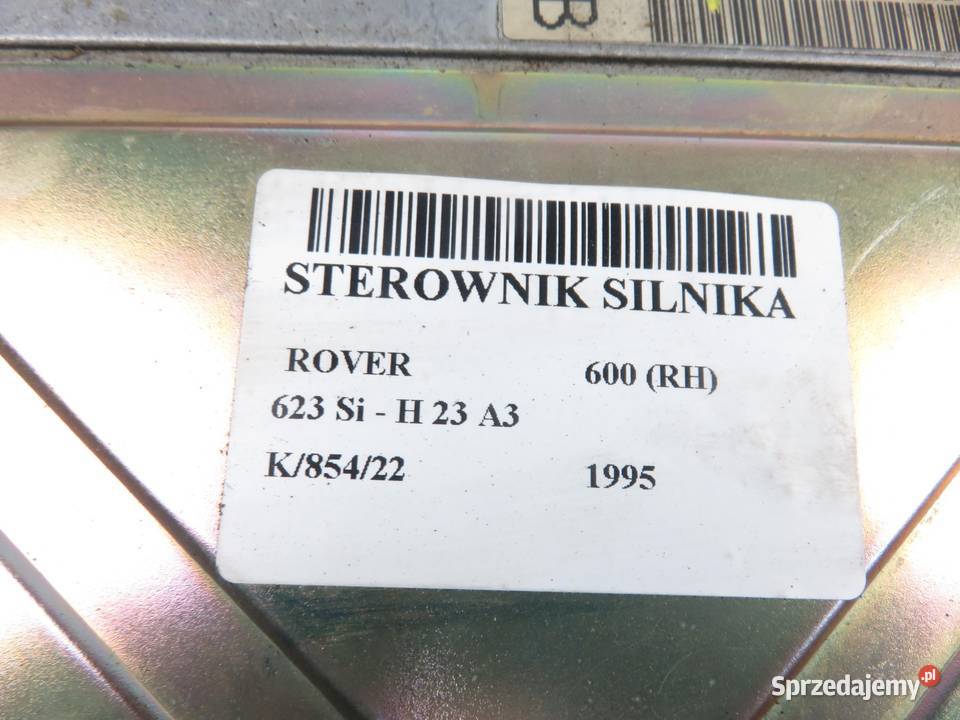 B
STEROWNIK SILNIKA
ROVER 600 (RH)
623 Si - H 23 A3
K/854/22 1995
Sprzedajemy.pl